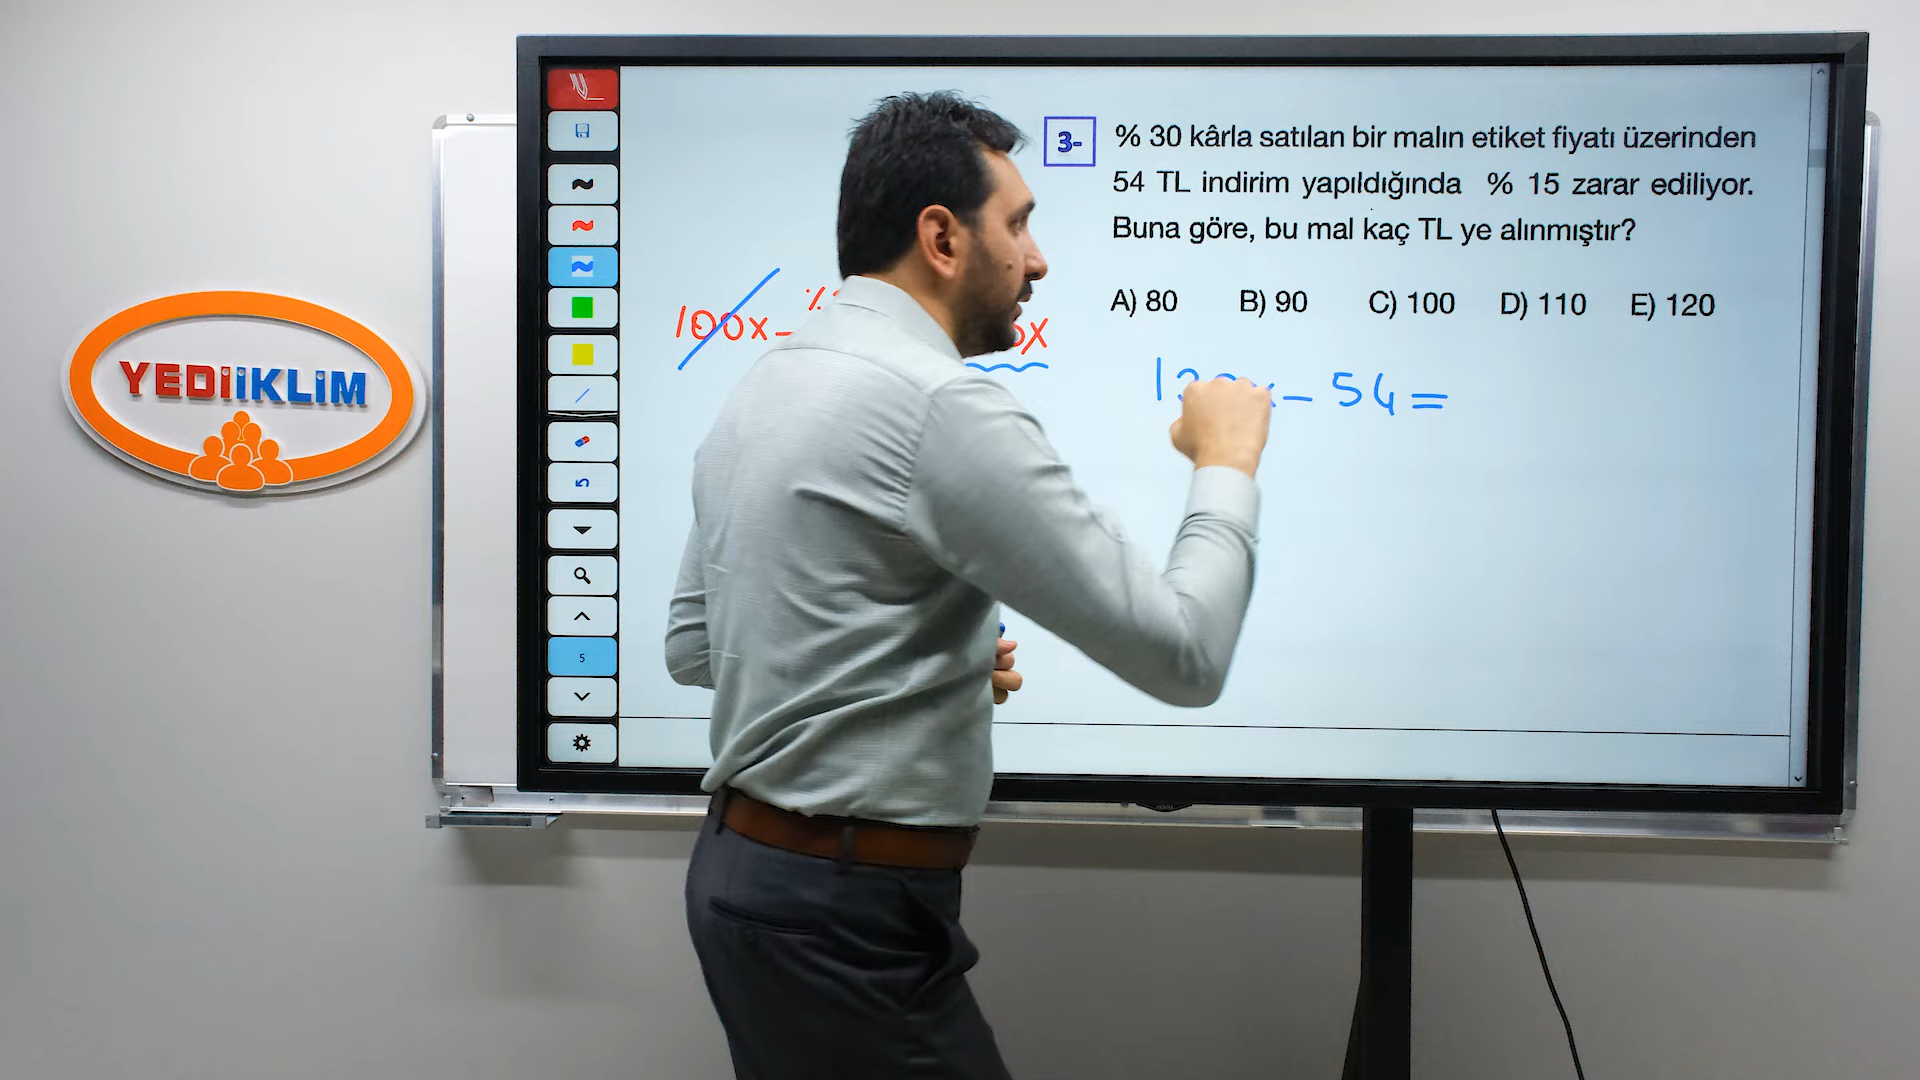 YEDiiKLiM
5
3- % 30 kârla satılan bir malın etiket fiyatı üzerinden
54 TL indirim yapıldığında % 15 zarar ediliyor.
Buna göre, bu mal kaç TL ye alınmıştır?
A) 80 B) 90 C) 100 D) 110 E) 120
100x –
– 54 =